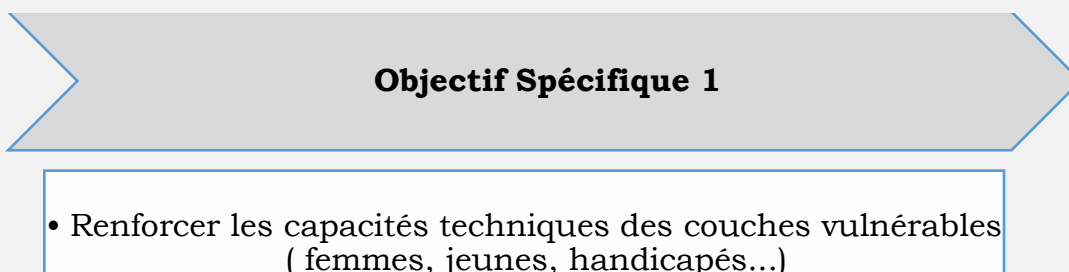 Objectif Spécifique 1
• Renforcer les capacités techniques des couches vulnérables
( femmes, jeunes, handicapés...)